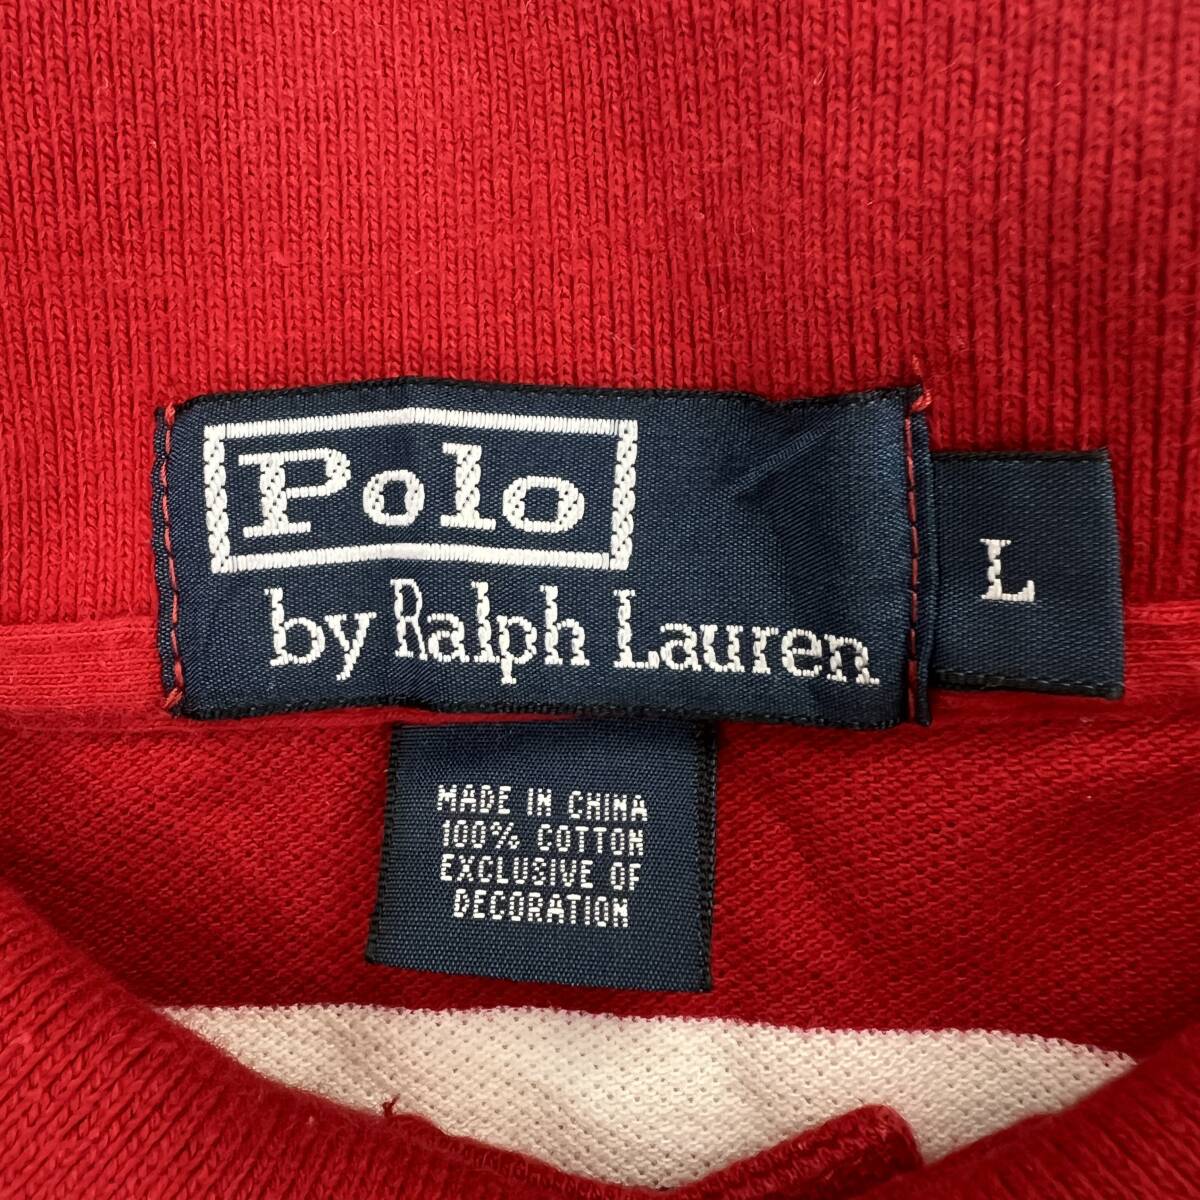 Polo
by Ralph Lauren
L
MADE IN CHINA
100% COTTON
EXCLUSIVE OF
DECORATION